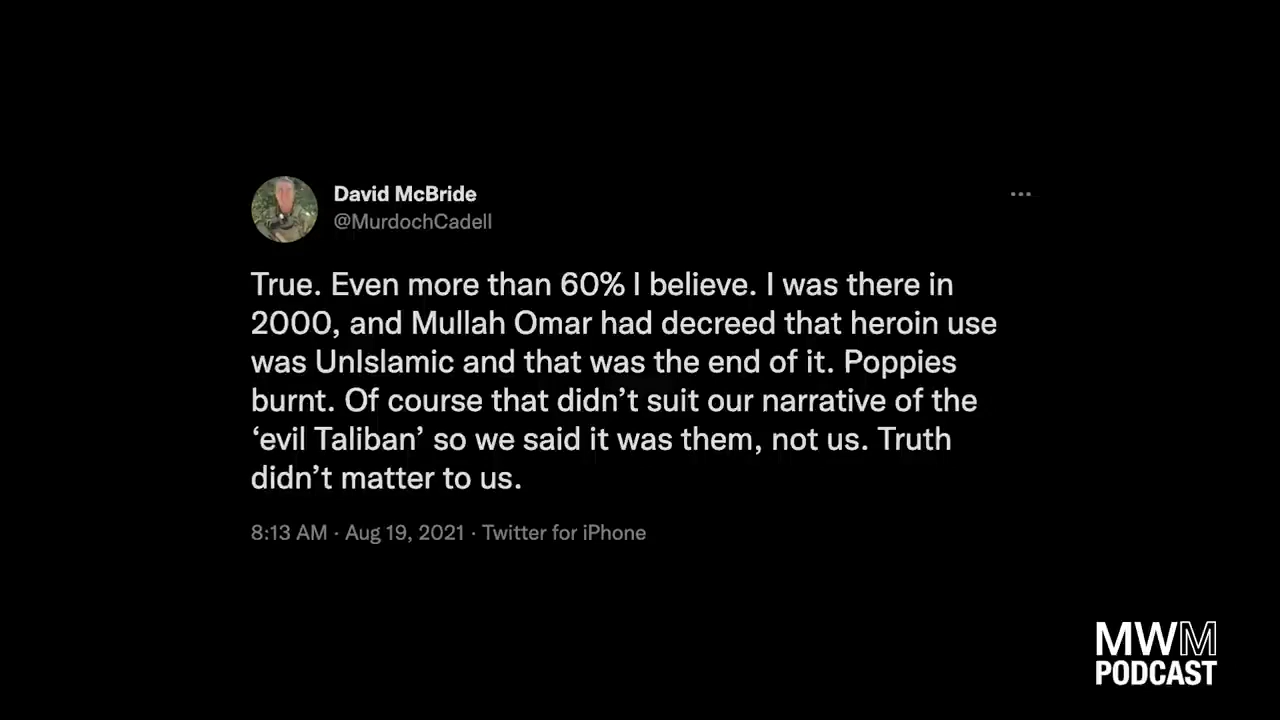 David McBride
@MurdochCadell
True. Even more than 60% I believe. I was there in
2000, and Mullah Omar had decreed that heroin use
was UnIslamic and that was the end of it. Poppies
burnt. Of course that didn’t suit our narrative of the
‘evil Taliban’ so we said it was them, not us. Truth
didn’t matter to us.
8:13 AM · Aug 19, 2021 · Twitter for iPhone
MWM
PODCAST